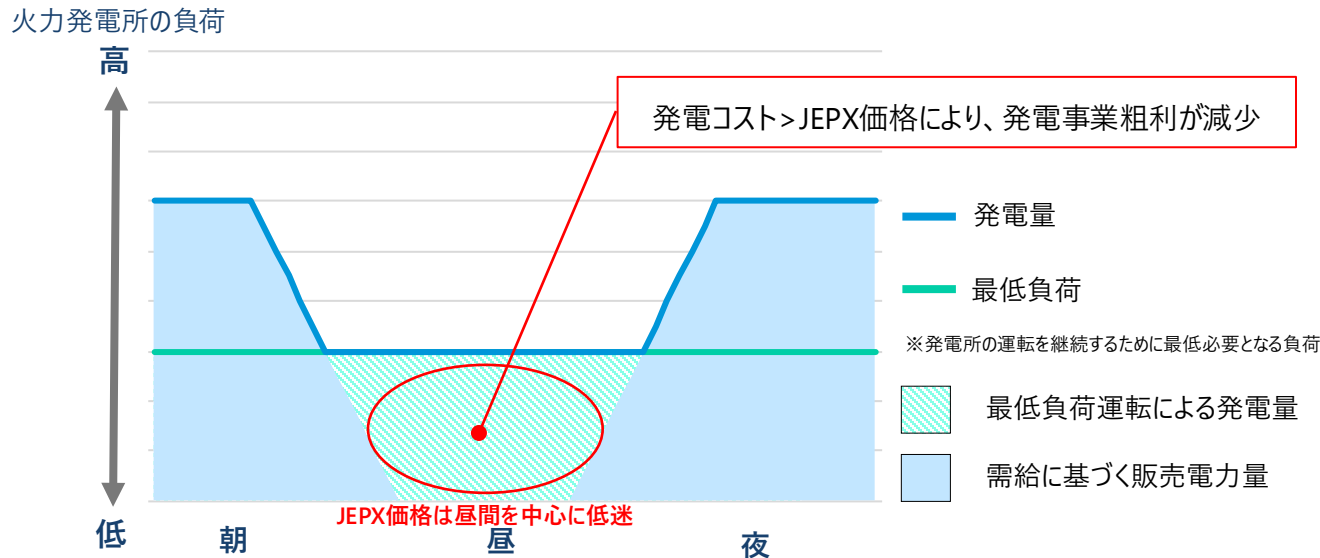 火力発電所の負荷
高
発電コスト>JEPX価格により、発電事業粗利が減少
発電量
最低負荷
※発電所の運転を継続するために最低必要となる負荷
最低負荷運転による発電量
需給に基づく販売電力量
JEPX価格は昼間を中心に低迷
低
朝
昼
夜